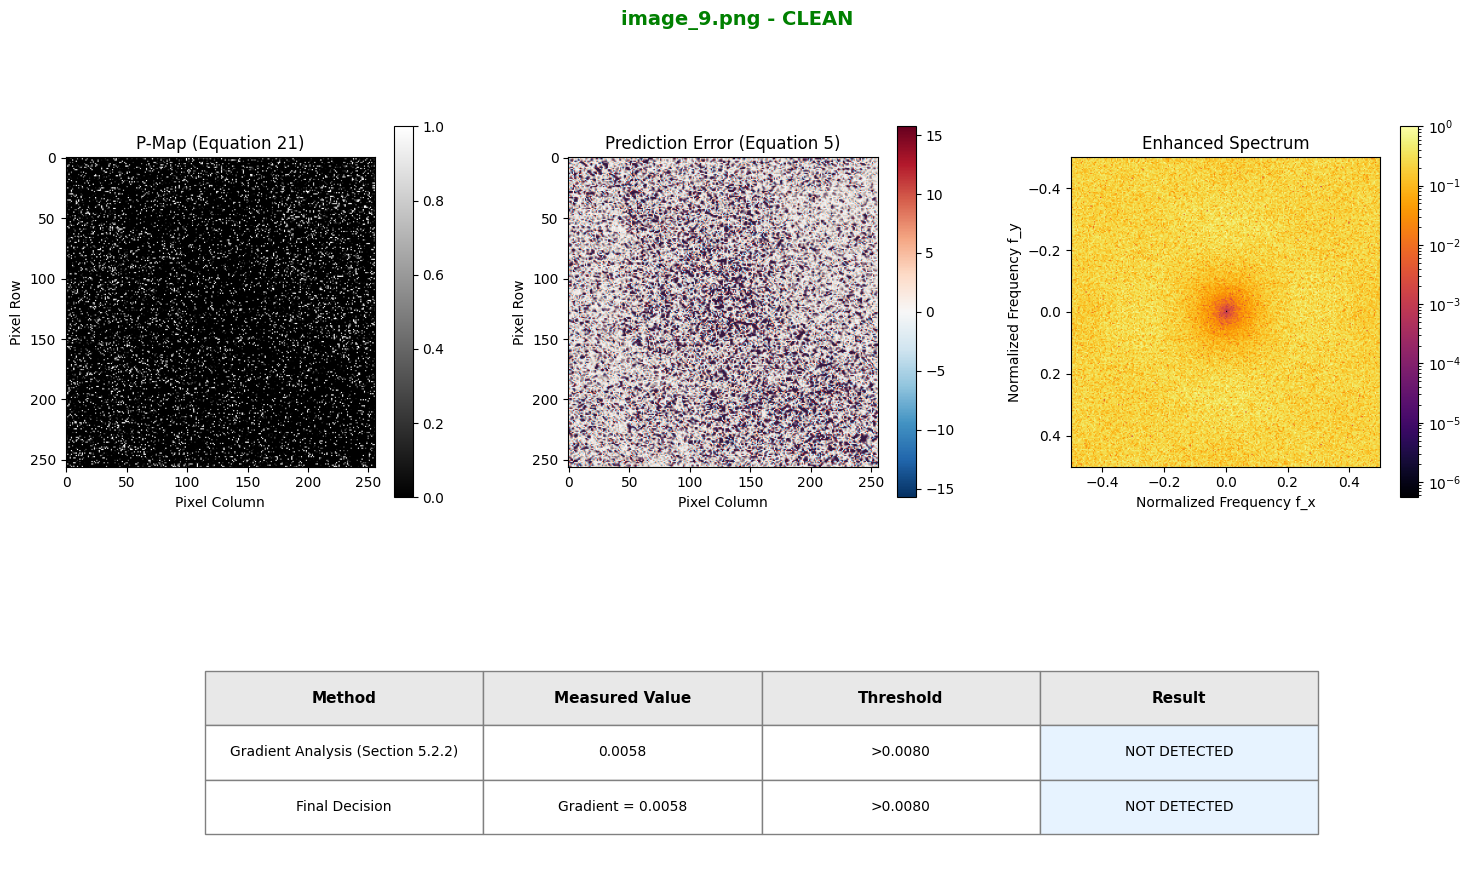 image_9.png - CLEAN
P-Map (Equation 21)
0
50
100
150
200
250
Pixel Row
0 50 100 150 200 250
Pixel Column
1.0
0.8
0.6
0.4
0.2
0.0
Prediction Error (Equation 5)
0
50
100
150
200
250
Pixel Row
0 50 100 150 200 250
Pixel Column
15
10
5
0
−5
−10
−15
Enhanced Spectrum
−0.4
−0.2
0.0
0.2
0.4
Normalized Frequency f_y
−0.4 −0.2 0.0 0.2 0.4
Normalized Frequency f_x
10⁰
10⁻¹
10⁻²
10⁻³
10⁻⁴
10⁻⁵
10⁻⁶
Method Measured Value Threshold Result
Gradient Analysis (Section 5.2.2) 0.0058 >0.0080 NOT DETECTED
Final Decision Gradient = 0.0058 >0.0080 NOT DETECTED